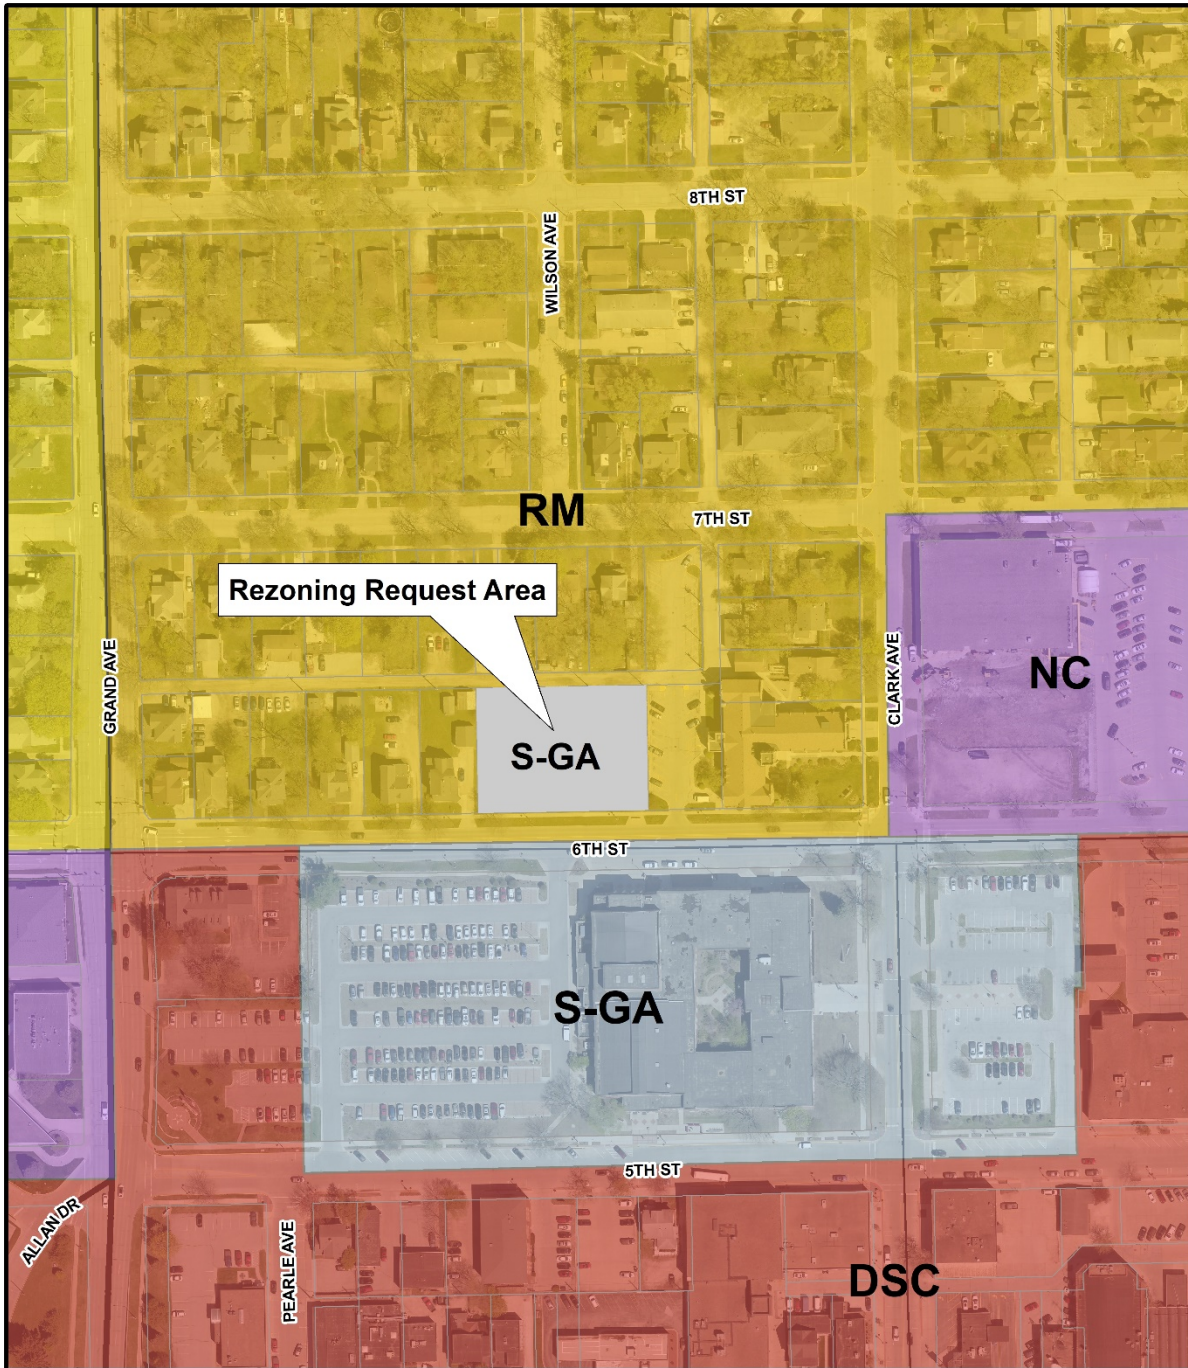 8TH ST
WILSON AVE
RM
7TH ST
Rezoning Request Area
GRAND AVE
CLARK AVE
NC
S-GA
6TH ST
S-GA
5TH ST
ALLAN DR
PEARLE AVE
DSC